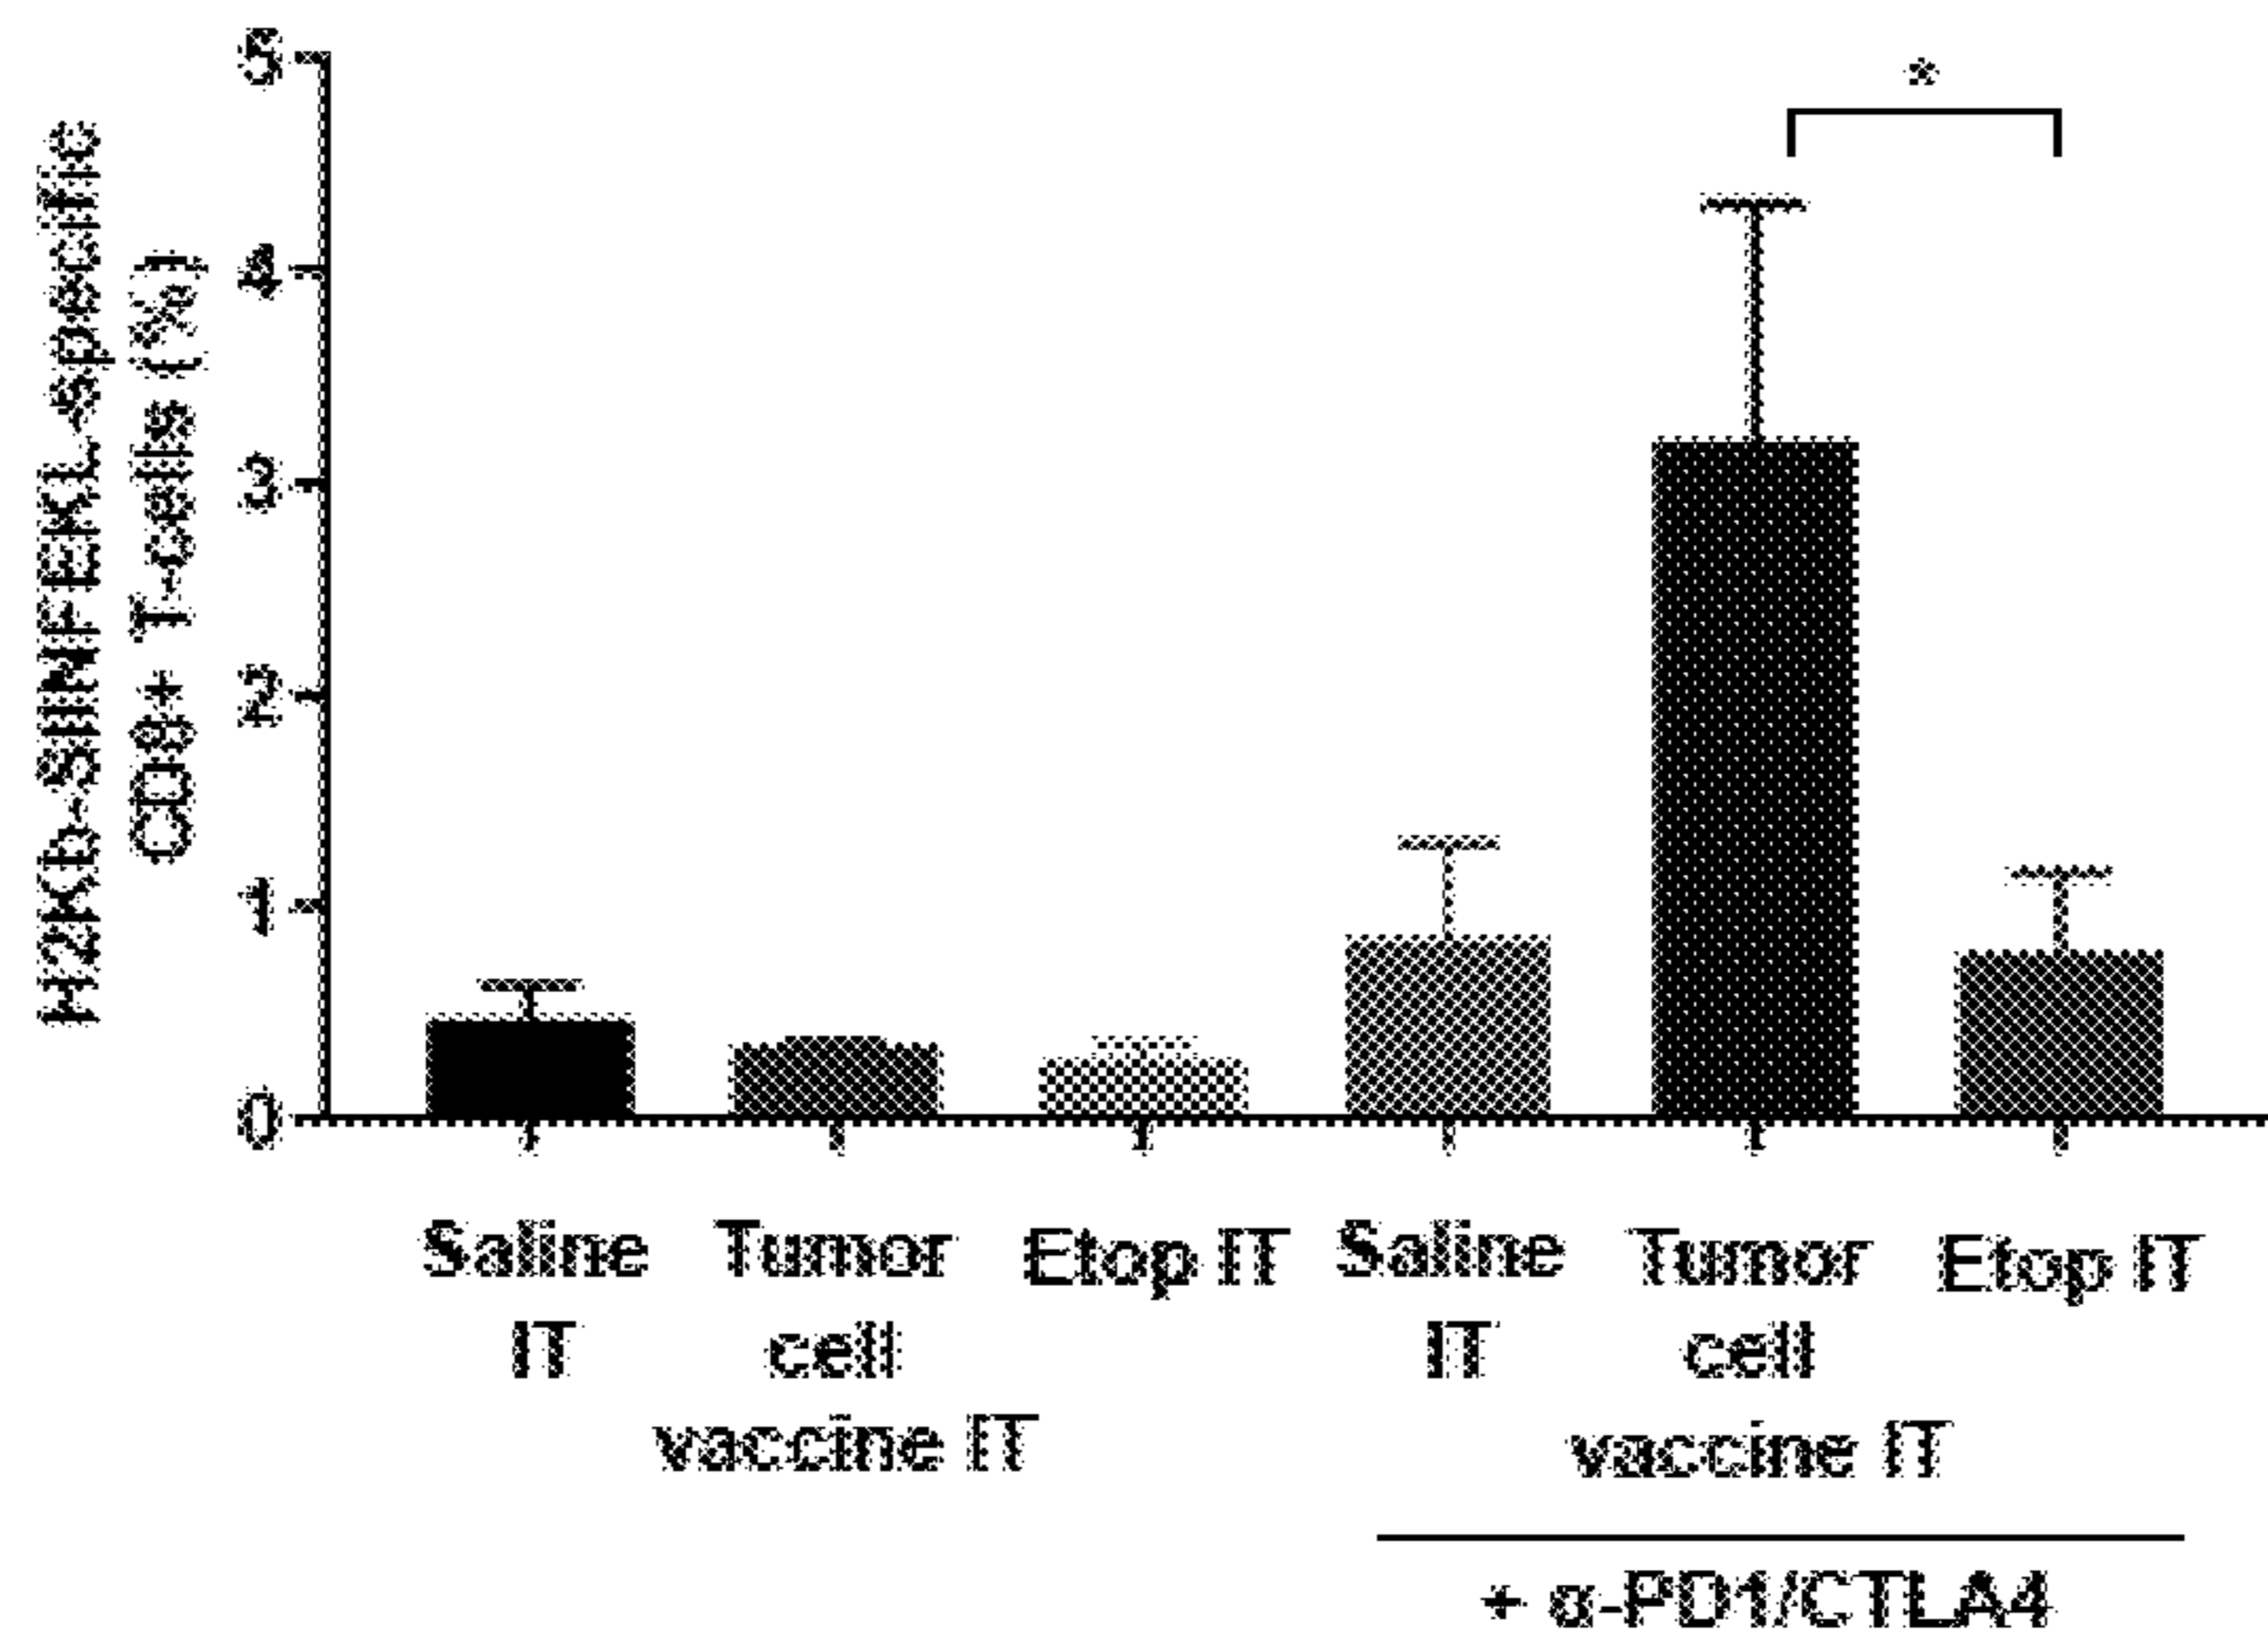 H2Kb-SIINFEKL-specific
CD8+ T-cells (%)
5
4
3
2
1
0
*
Saline IT
Tumor cell vaccine IT
Etop IT
Saline IT
Tumor cell vaccine IT
Etop IT
+ α-PD1/CTLA4